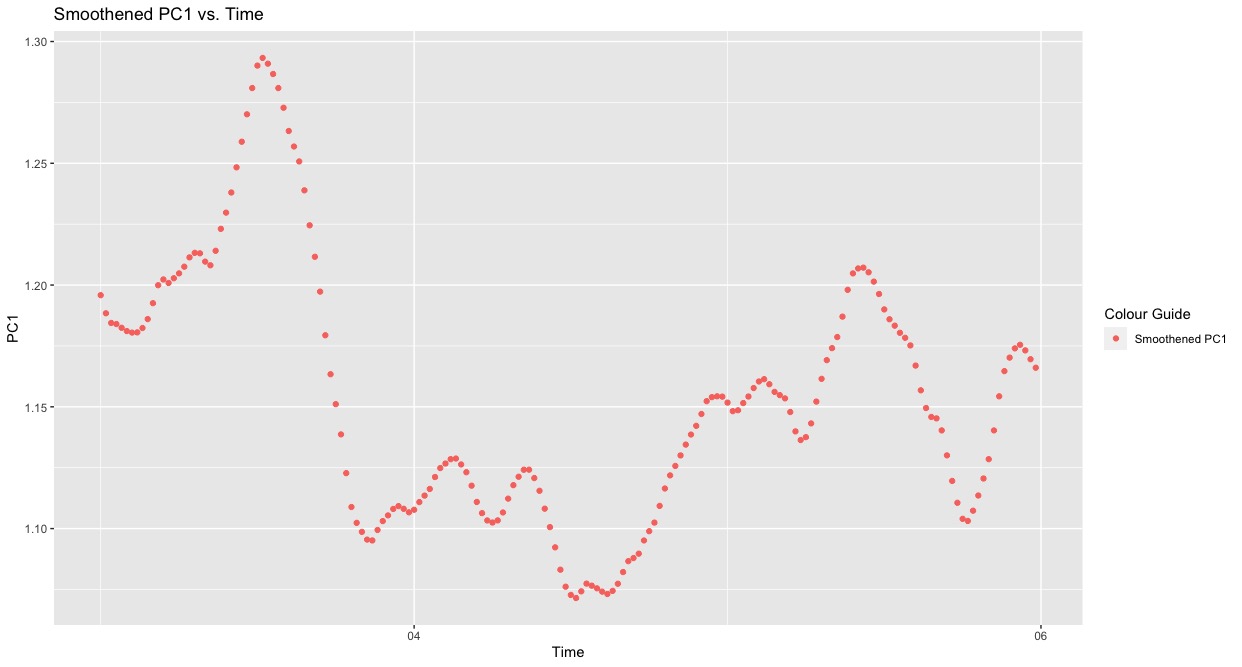 Smoothened PC1 vs. Time
1.30
1.25
1.20
1.15
1.10
PC1
04
06
Time
Colour Guide
Smoothened PC1